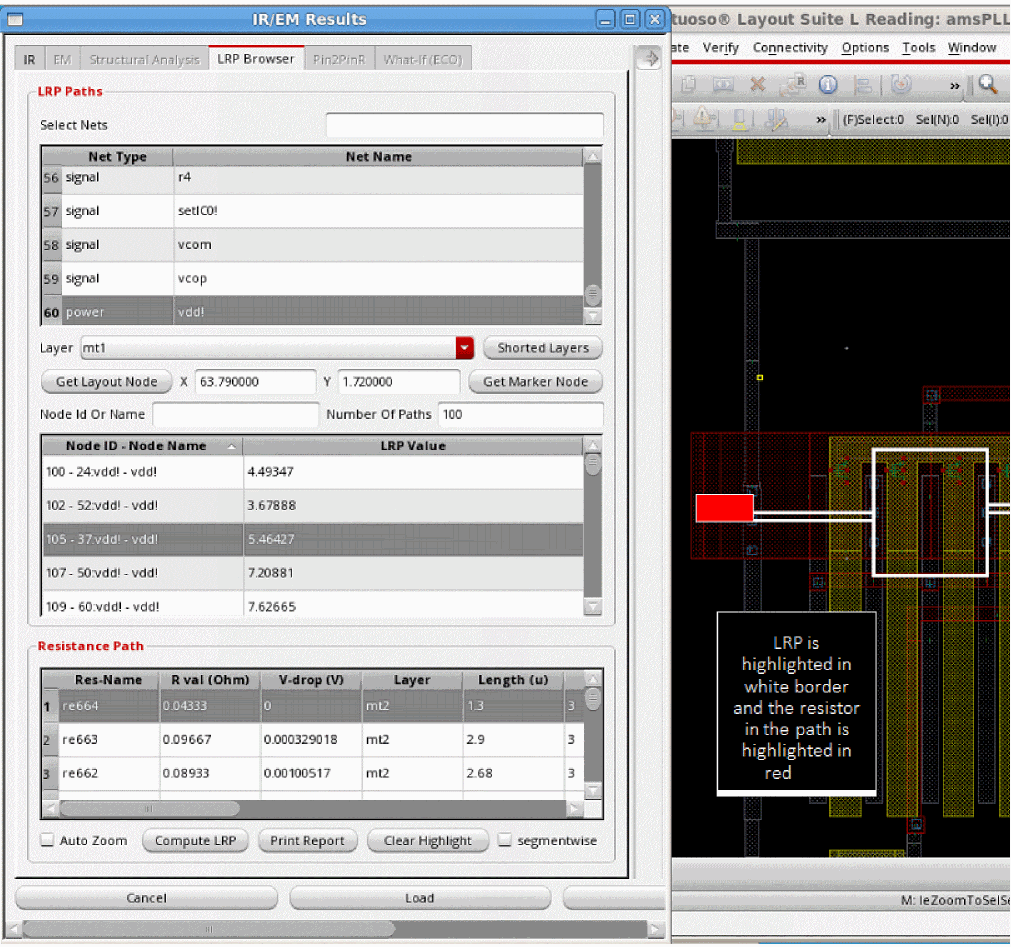 IR/EM Results
IR EM Structural Analysis LRP Browser Pin2PinR What-If (ECO)
LRP Paths
Select Nets
Net Type Net Name
56 signal r4
57 signal setIC0!
58 signal vcom
59 signal vcop
60 power vdd!
Layer mt1 Shorted Layers
Get Layout Node X 63.790000 Y 1.720000 Get Marker Node
Node Id Or Name Number Of Paths 100
Node ID - Node Name LRP Value
100 - 24:vdd! - vdd! 4.49347
102 - 52:vdd! - vdd! 3.67888
105 - 37:vdd! - vdd! 5.46427
107 - 50:vdd! - vdd! 7.20881
109 - 60:vdd! - vdd! 7.62665
Resistance Path
Res-Name R val (Ohm) V-drop (V) Layer Length (u)
1 re664 0.04333 0 mt2 1.3 3
2 re663 0.09667 0.000329018 mt2 2.9 3
3 re662 0.08933 0.00100517 mt2 2.68 3
Auto Zoom Compute LRP Print Report Clear Highlight segmentwise
Cancel Load
tuoso® Layout Suite L Reading: amsPLL
ate Verify Connectivity Options Tools Window
»
» (F)Select:0 Sel(N):0 Sel(I):0
LRP is
highlighted in
white border
and the resistor
in the path is
highlighted in
red
M: leZoomToSelSe